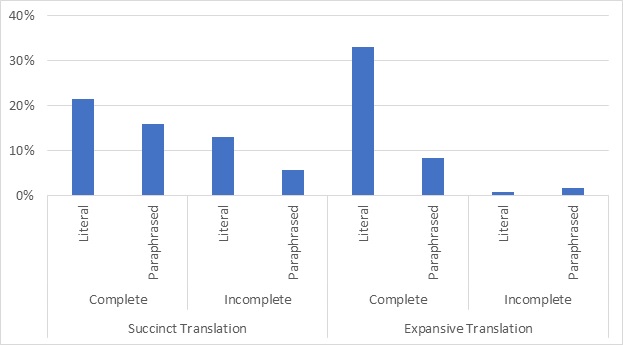 40%
30%
20%
10%
0%
Literal
Paraphrased
Literal
Paraphrased
Literal
Paraphrased
Literal
Paraphrased
Complete
Incomplete
Complete
Incomplete
Succinct Translation
Expansive Translation